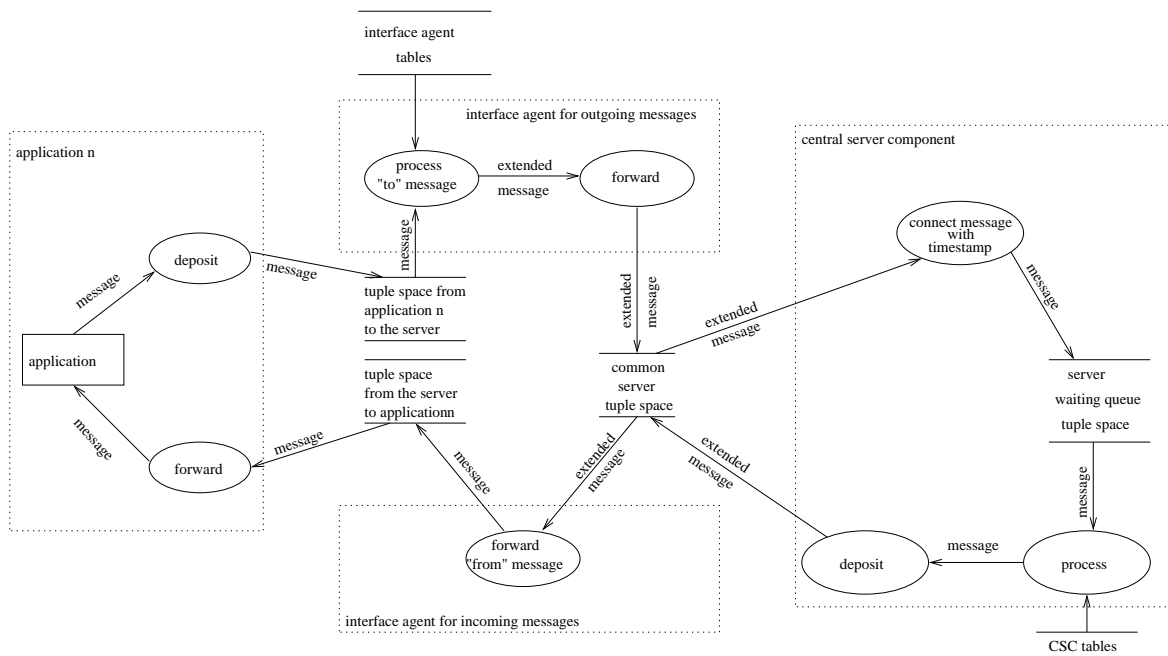 interface agent
tables
interface agent for outgoing messages
application n
central server component
process
"to" message
extended
message
forward
connect message
with
timestamp
deposit
message
message
message
message
tuple space from
application n
to the server
extended
message
extended
message
application
tuple space
from the server
to applicationn
common
server
tuple space
server
waiting queue
tuple space
message
message
forward
message
extended
message
extended
message
message
forward
"from" message
deposit
message
process
interface agent for incoming messages
CSC tables